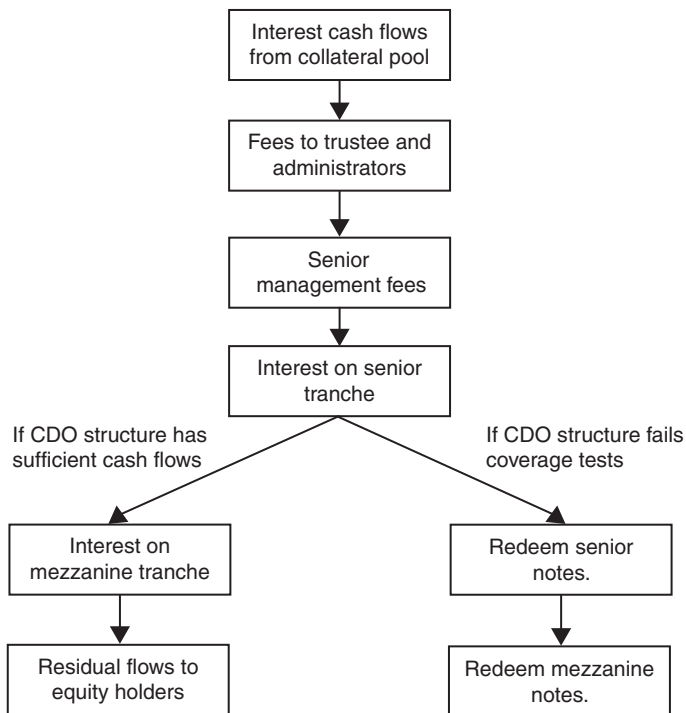 Interest cash flows
from collateral pool
Fees to trustee and
administrators
Senior
management fees
Interest on senior
tranche
If CDO structure has
sufficient cash flows
If CDO structure fails
coverage tests
Interest on
mezzanine tranche
Redeem senior
notes.
Residual flows to
equity holders
Redeem mezzanine
notes.